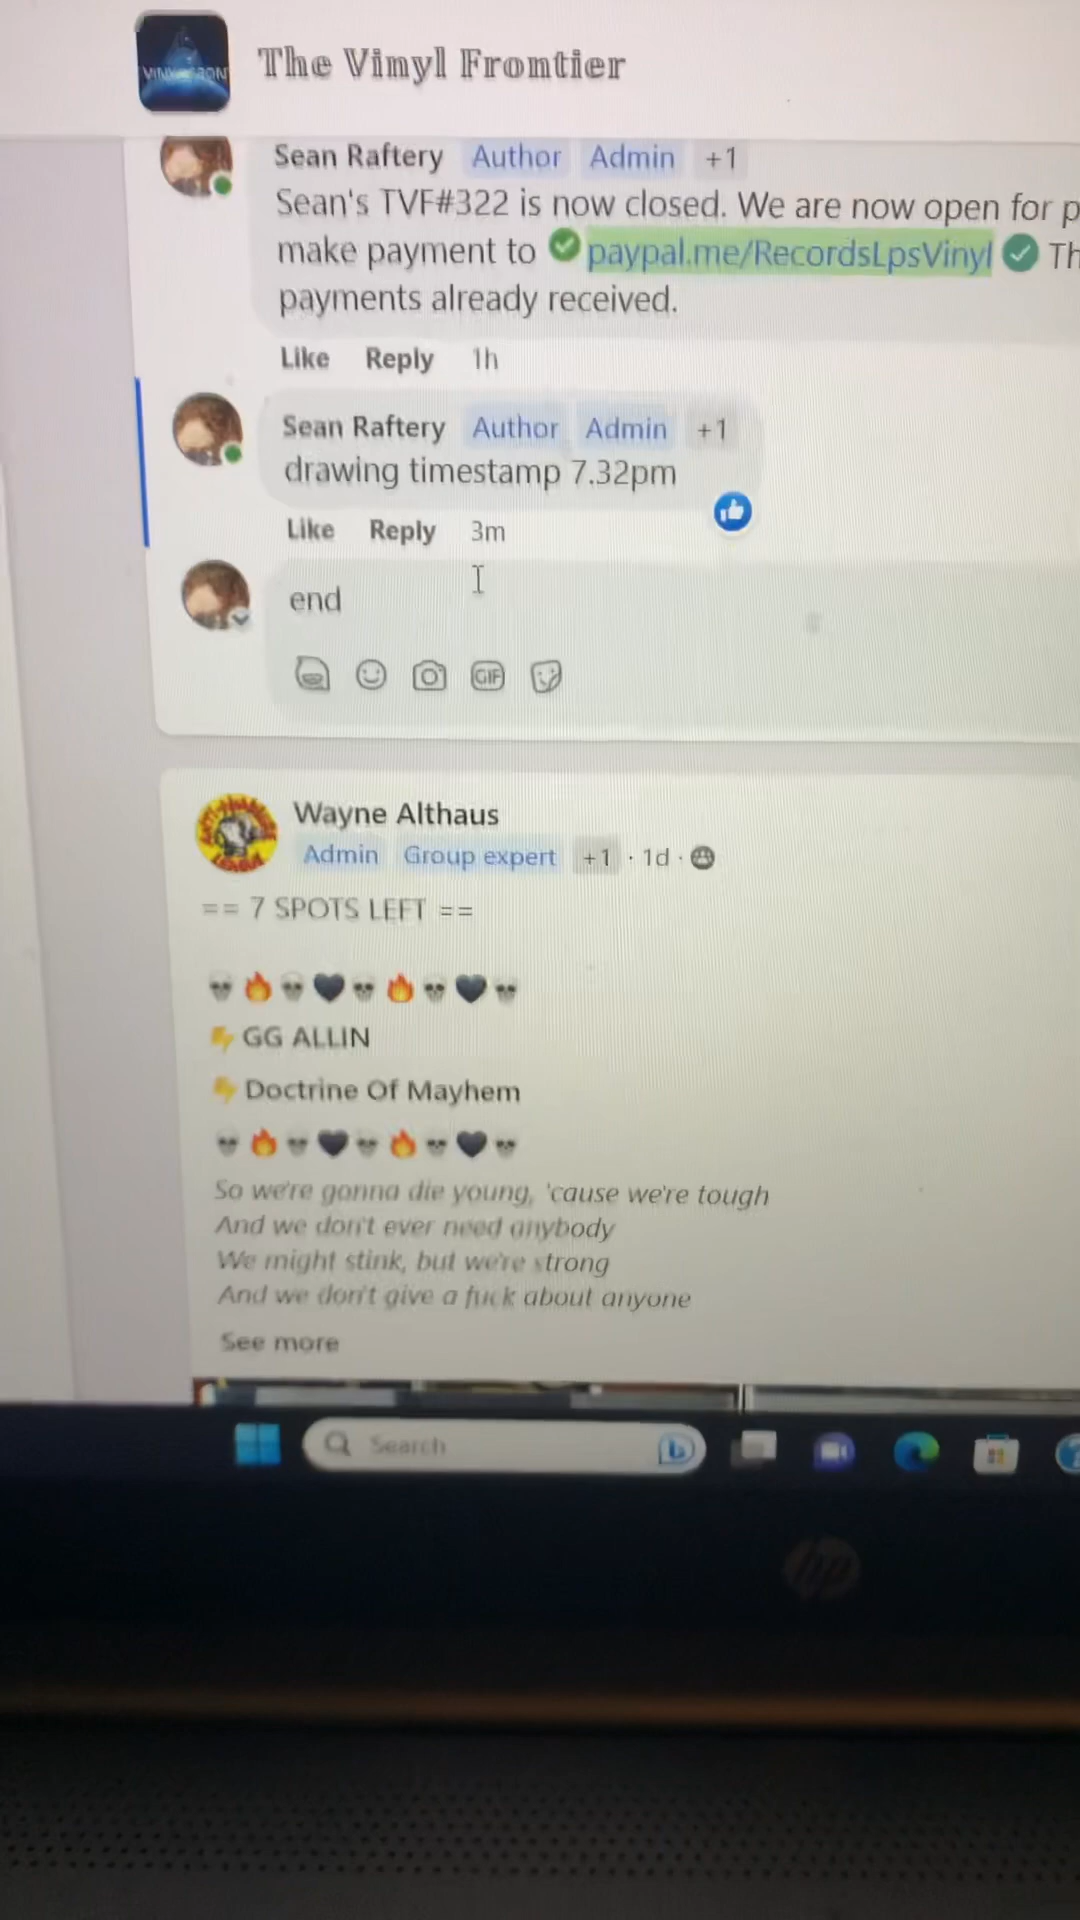 VINYL
The Vinyl Frontier
Sean Raftery Author Admin +1
Sean's TVF#322 is now closed. We are now open for p
make payment to paypal.me/RecordsLpsVinyl Th
payments already received.
Like Reply 1h
Sean Raftery Author Admin +1
drawing timestamp 7.32pm
Like Reply 3m
end
GIF
Wayne Althaus
Admin Group expert +1 · 1d ·
== 7 SPOTS LEFT ==
GG ALLIN
Doctrine Of Mayhem
So we're gonna die young, 'cause we're tough
And we don't ever need anybody
We might stink, but we're strong
And we don't give a fuck about anyone
See more
Search
hp